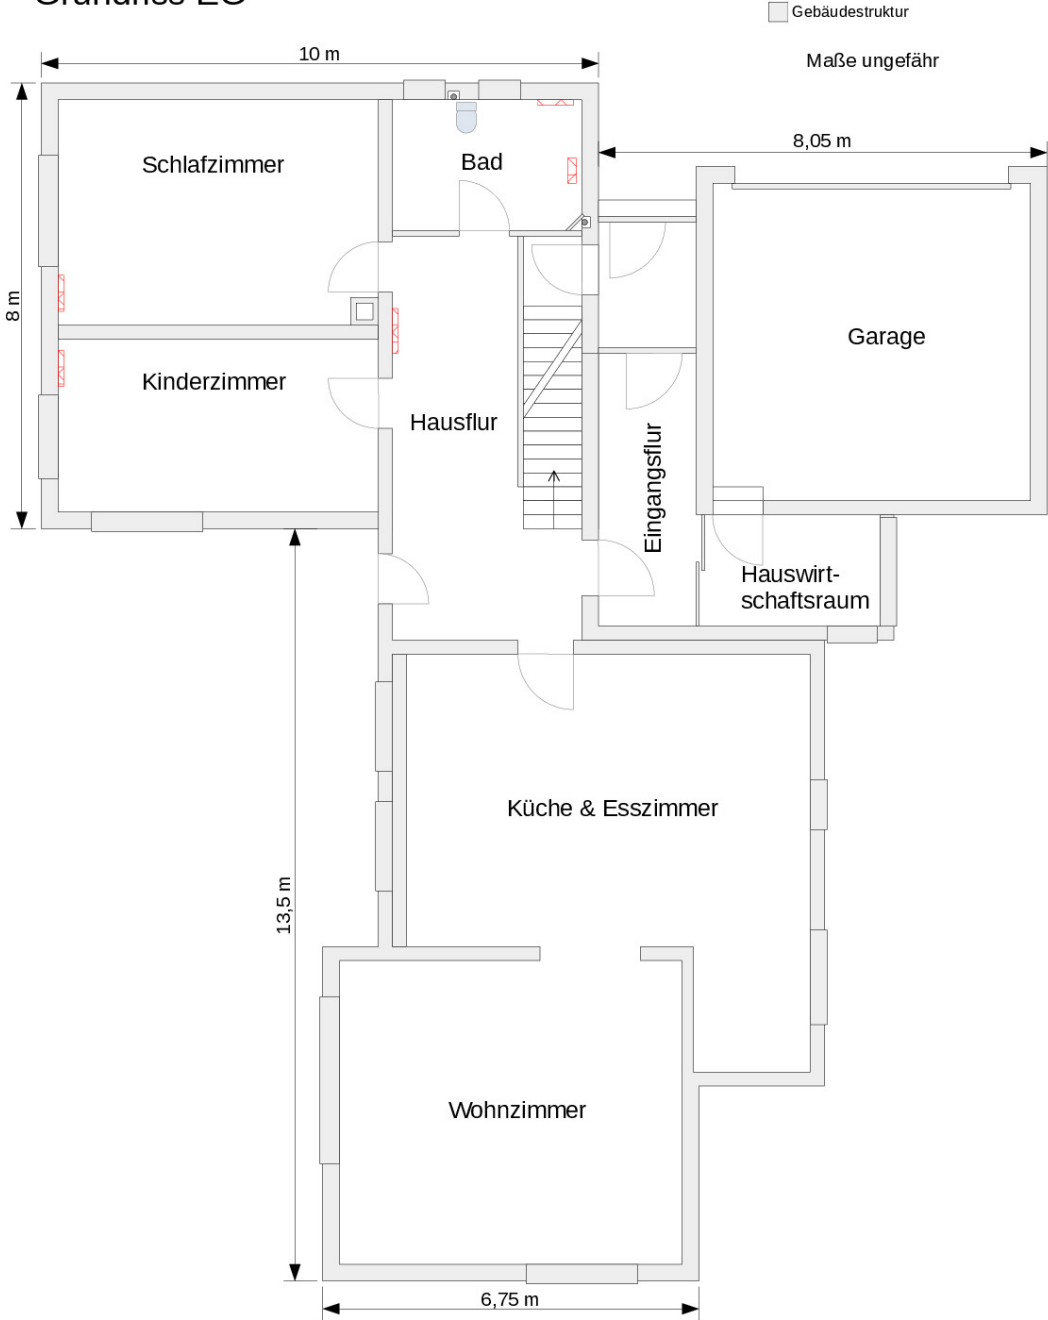 Grundriss EG
Gebäudestruktur
Maße ungefähr
10 m
8,05 m
Schlafzimmer
Bad
8 m
Garage
Kinderzimmer
Hausflur
Eingangsflur
Hauswirt-
schaftsraum
Küche & Esszimmer
13,5 m
Wohnzimmer
6,75 m